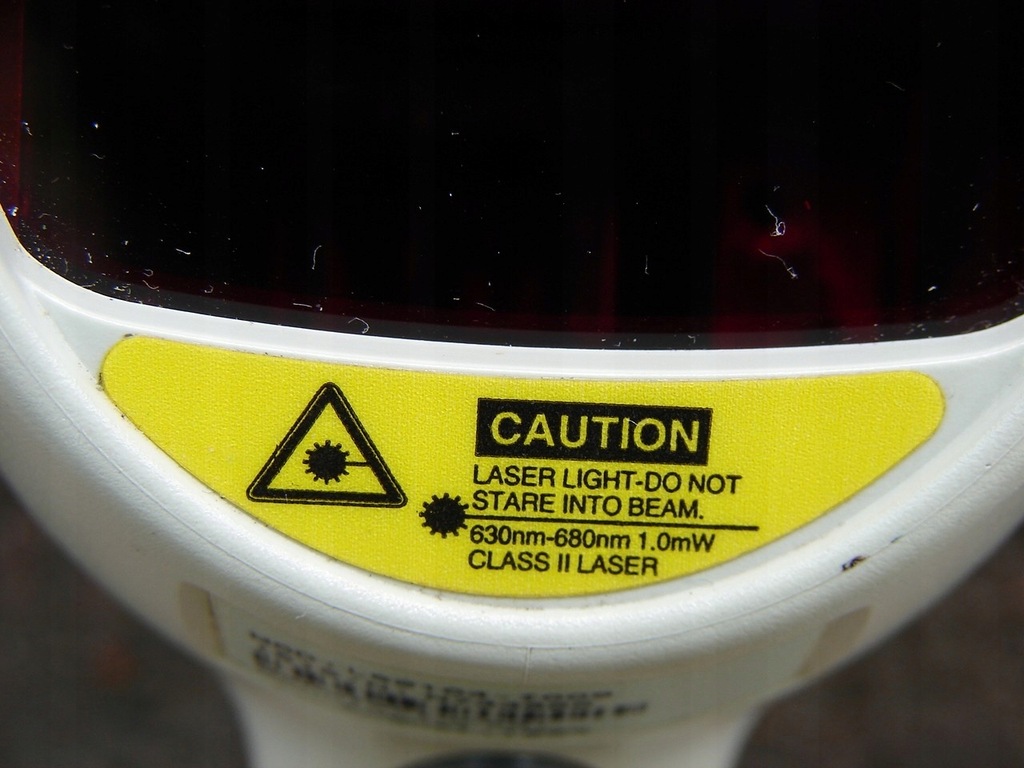 CAUTION
LASER LIGHT-DO NOT
STARE INTO BEAM.
630nm-680nm 1.0mW
CLASS II LASER